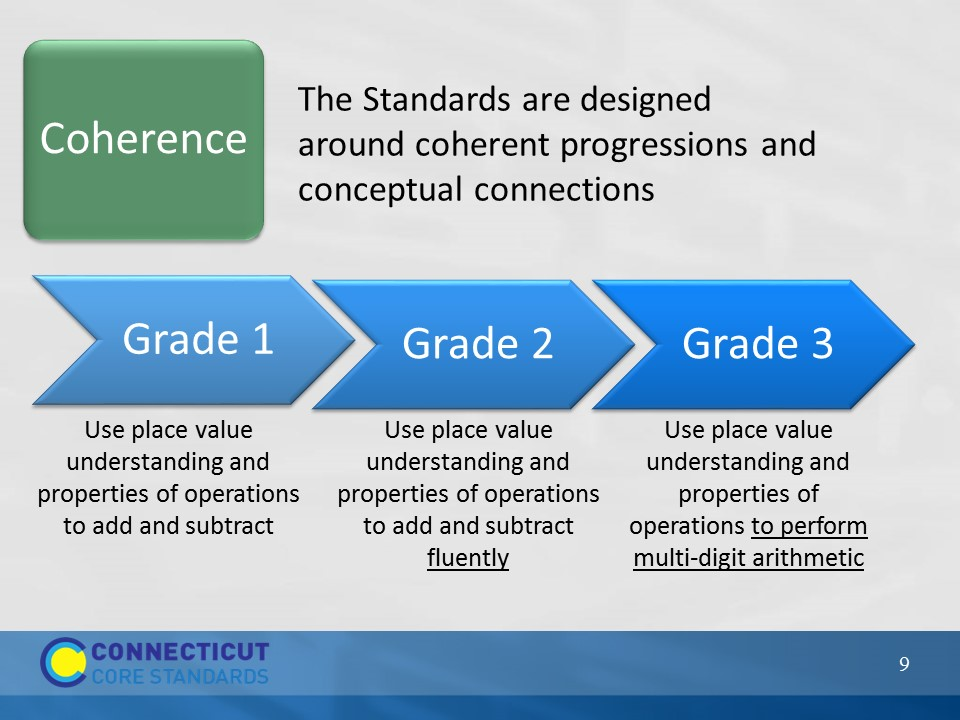 Coherence
The Standards are designed
around coherent progressions and
conceptual connections
Grade 1
Grade 2
Grade 3
Use place value
understanding and
properties of operations
to add and subtract
Use place value
understanding and
properties of operations
to add and subtract
fluently
Use place value
understanding and
properties of
operations to perform
multi-digit arithmetic
CONNECTICUT
CORE STANDARDS
9